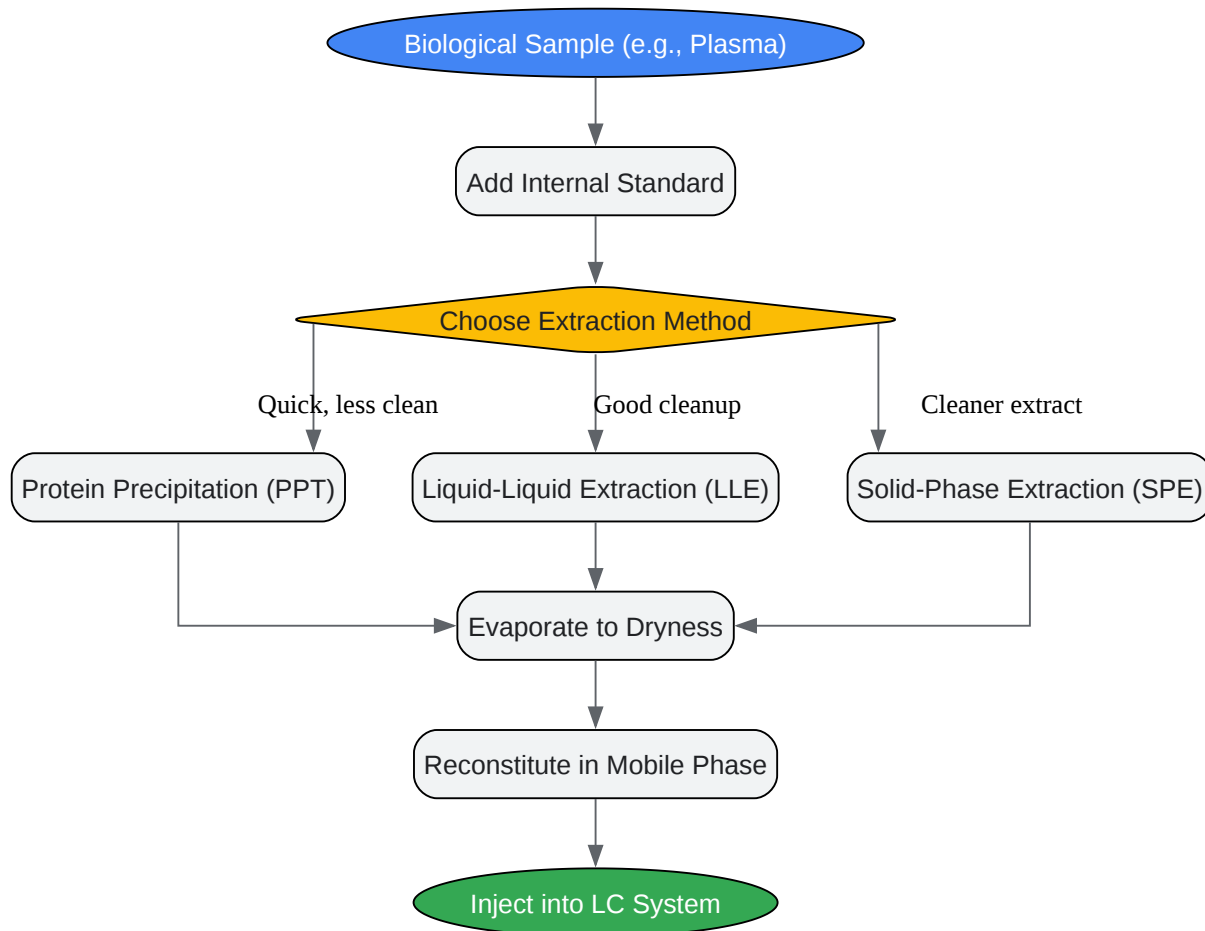 Biological Sample (e.g., Plasma)
Add Internal Standard
Choose Extraction Method
Quick, less clean
Good cleanup
Cleaner extract
Protein Precipitation (PPT)
Liquid-Liquid Extraction (LLE)
Solid-Phase Extraction (SPE)
Evaporate to Dryness
Reconstitute in Mobile Phase
Inject into LC System